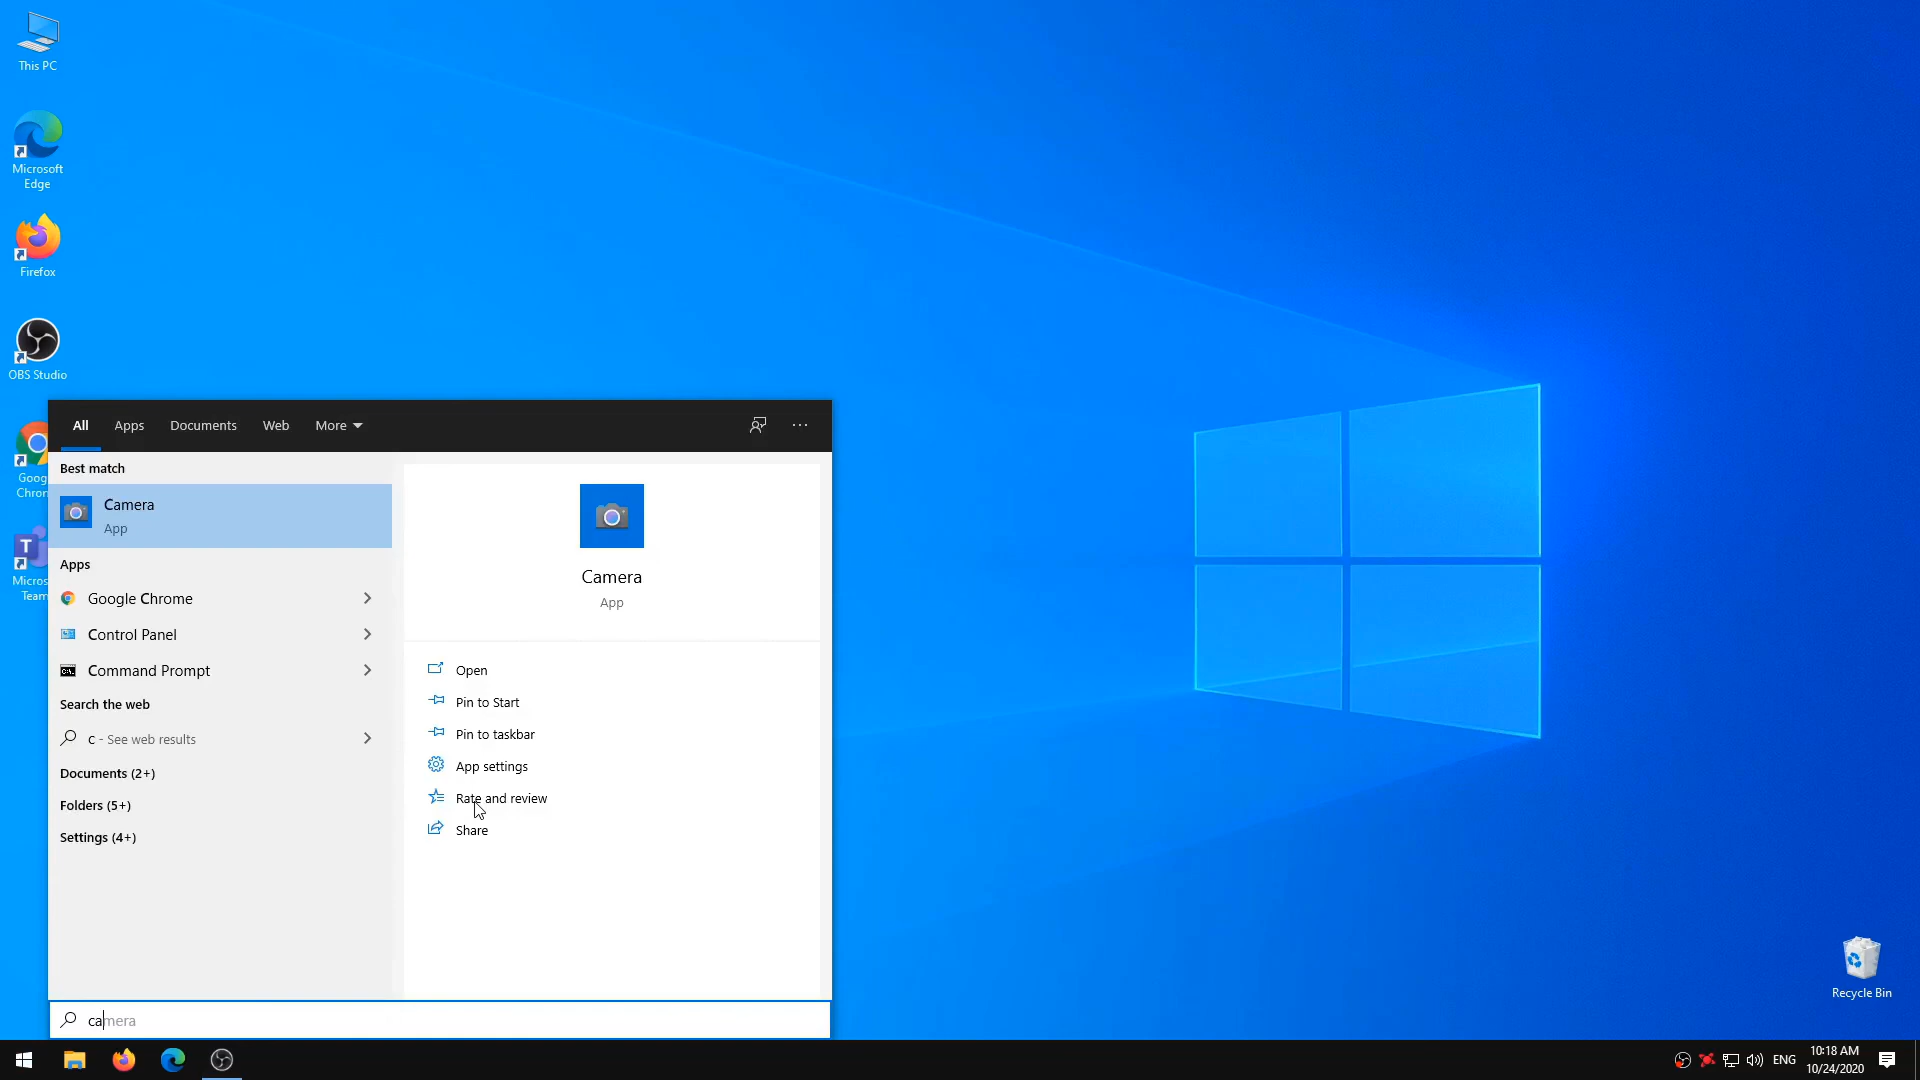 This PC
Microsoft
Edge
Firefox
OBS Studio
Goog
Chrom
T
Micros
Team
All
Apps
Documents
Web
More
Best match
Camera
App
Apps
Google Chrome
Control Panel
Command Prompt
Search the web
c - See web results
Documents (2+)
Folders (5+)
Settings (4+)
Camera
App
Open
Pin to Start
Pin to taskbar
App settings
Rate and review
Share
camera
Recycle Bin
ENG
10:18 AM
10/24/2020